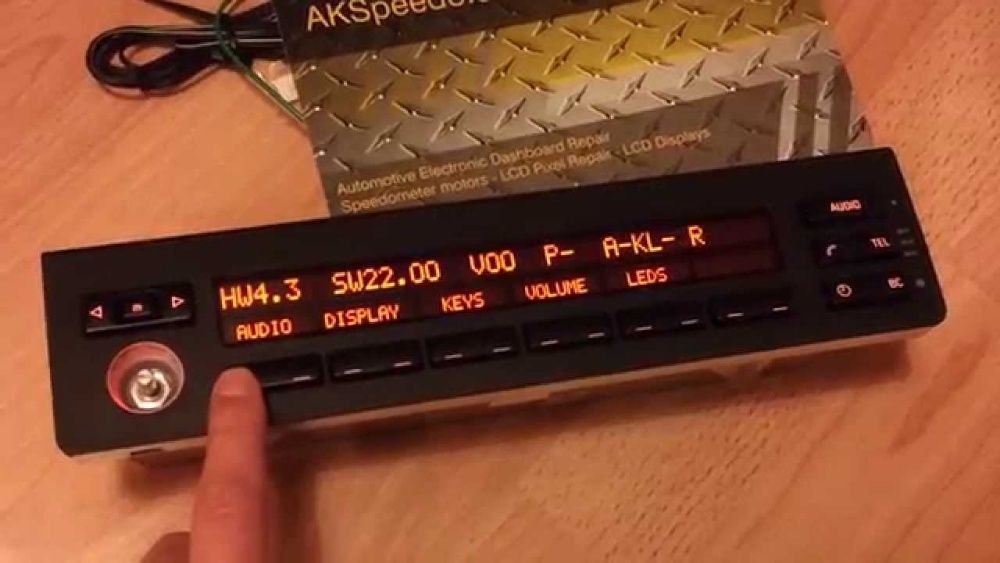 AKSpeedo
Automotive Electronic Dashboard Repair
Speedometer motors - LCD Pixel Repair - LCD Displays
HW4.3 SW22.00 V00 P- A-KL- R
AUDIO DISPLAY KEYS VOLUME LEDS
m
AUDIO
TEL
BC